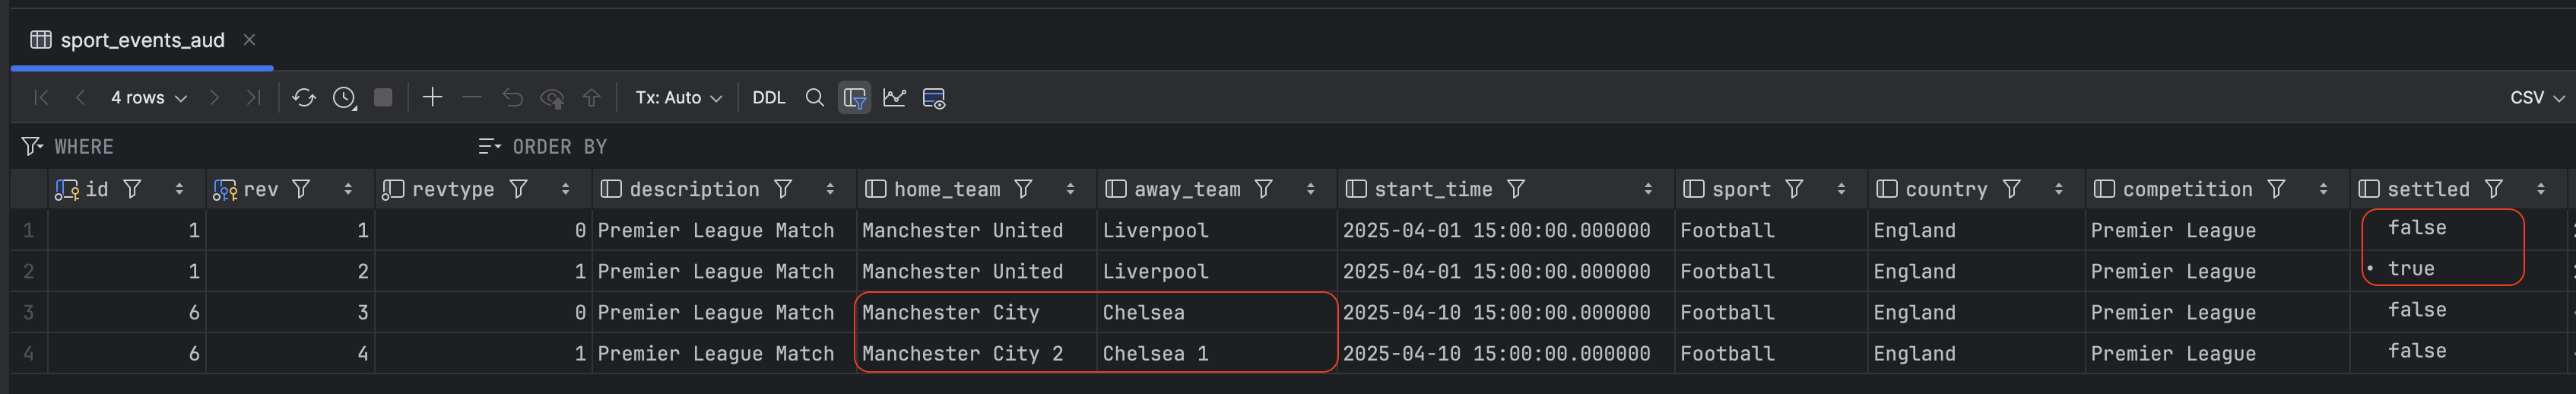 sport_events_aud
4 rows Tx: Auto DDL CSV
WHERE ORDER BY
id rev revtype description home_team away_team start_time sport country competition settled
1 1 1 0 Premier League Match Manchester United Liverpool 2025-04-01 15:00:00.000000 Football England Premier League false
2 1 2 1 Premier League Match Manchester United Liverpool 2025-04-01 15:00:00.000000 Football England Premier League • true
3 6 3 0 Premier League Match Manchester City Chelsea 2025-04-10 15:00:00.000000 Football England Premier League false
4 6 4 1 Premier League Match Manchester City 2 Chelsea 1 2025-04-10 15:00:00.000000 Football England Premier League false